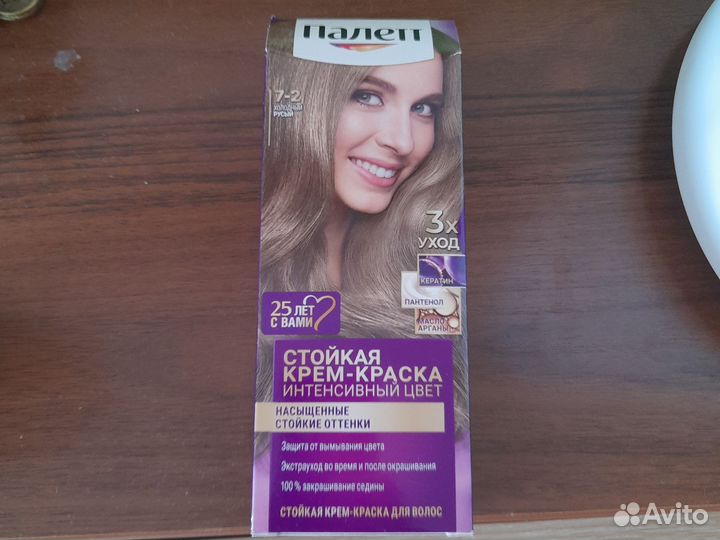 Палетт
7-2
ХОЛОДНЫЙ
РУСЫЙ
3х
УХОД
КЕРАТИН
ПАНТЕНОЛ
МАСЛО
АРГАНЫ
25 ЛЕТ
С ВАМИ
СТОЙКАЯ
КРЕМ-КРАСКА
ИНТЕНСИВНЫЙ ЦВЕТ
НАСЫЩЕННЫЕ
СТОЙКИЕ ОТТЕНКИ
Защита от вымывания цвета
Экстрауход во время и после окрашивания
100 % закрашивание седины
СТОЙКАЯ КРЕМ-КРАСКА ДЛЯ ВОЛОС
Avito